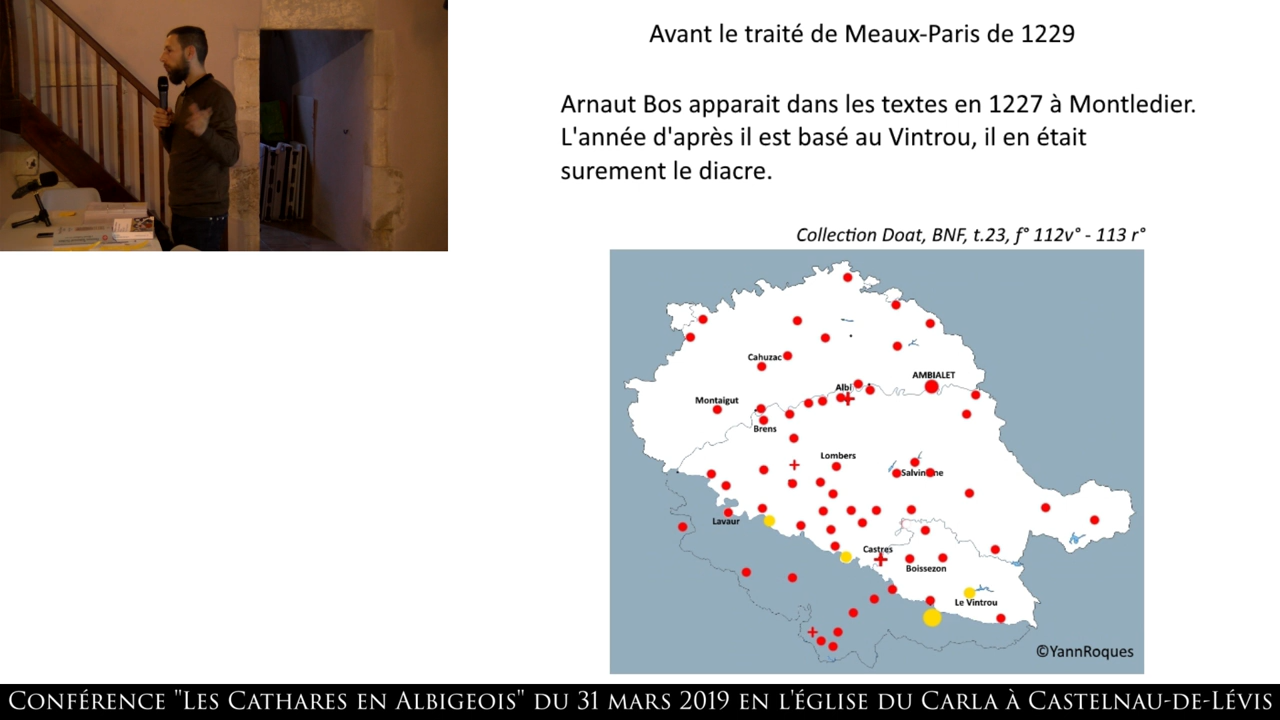 Avant le traité de Meaux-Paris de 1229
Arnaut Bos apparait dans les textes en 1227 à Montledier.
L'année d'après il est basé au Vintrou, il en était
surement le diacre.
Collection Doat, BNF, t.23, f° 112v° - 113 r°
Cahuzac
AMBIALET
Albi
Montaigut
Brens
Lombers
Lavaur
Castres
Boissezon
Le Vintrou
©YannRoques
Conférence "Les Cathares en Albigeois" du 31 mars 2019 en l'église du Carla à Castelnau-de-Lévis